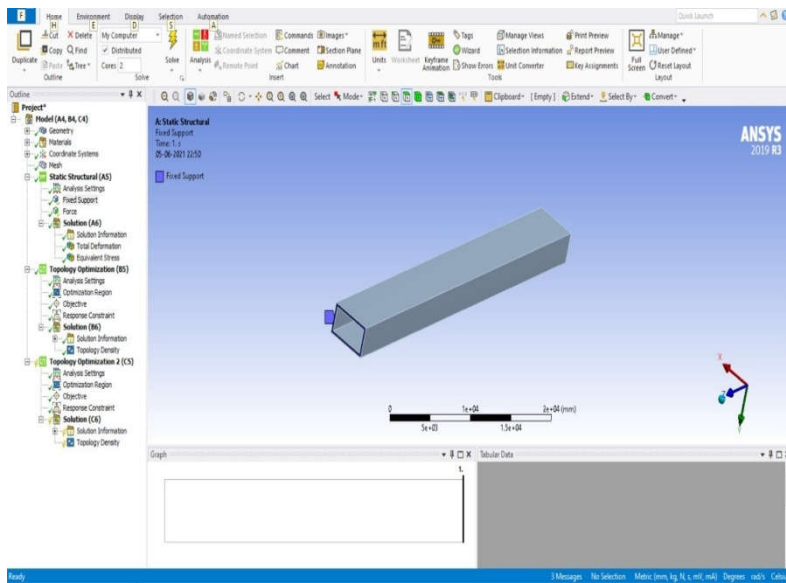 F Home Environment Display Selection Automation Quick Launch
H E D S A
Cut Delete My Computer Named Selection Commands Images Tags Manage Views Print Preview Manage
Duplicate Copy Find Distributed Solve Analysis Coordinate System Comment Section Plane Units Worksheet Keyframe Animation Wizard Selection Information Report Preview Full Screen User Defined
Paste Tree Cores 2 Remote Point Chart Annotation Show Errors Unit Converter Key Assignments Reset Layout
Outline Solve Insert Tools Layout
Outline Select Mode Clipboard [Empty] Extend Select By Convert
Project*
Model (A4, B4, C4)
Geometry
Materials
Coordinate Systems
Mesh
Static Structural (A5)
Analysis Settings
Fixed Support
Force
Solution (A6)
Solution Information
Total Deformation
Equivalent Stress
Topology Optimization (B5)
Analysis Settings
Optimization Region
Objective
Response Constraint
Solution (B6)
Solution Information
Topology Density
Topology Optimization 2 (C5)
Analysis Settings
Optimization Region
Objective
Response Constraint
Solution (C6)
Solution Information
Topology Density
A: Static Structural
Fixed Support
Time: 1. s
05-06-2021 22:50
Fixed Support
ANSYS
2019 R3
X
0 1e+04 2e+04 (mm)
5e+03 1.5e+04
Graph Tabular Data
1.
Ready 3 Messages No Selection Metric (mm, kg, N, s, mV, mA) Degrees rad/s